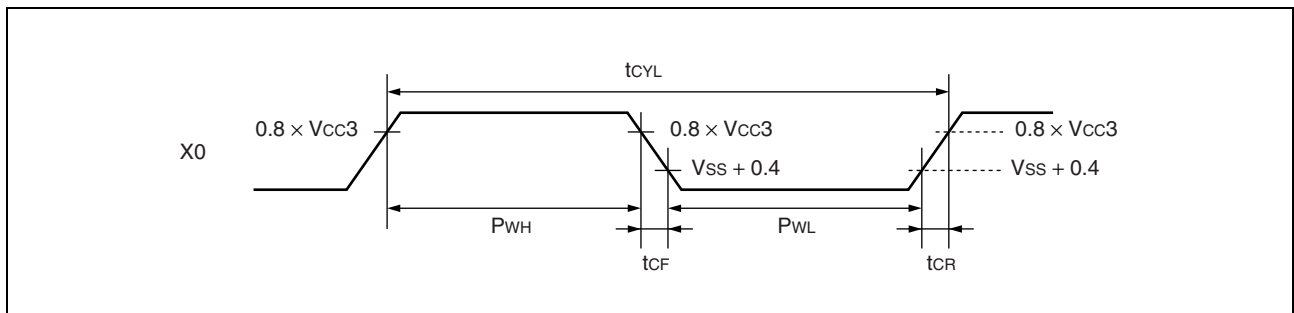 tCYL
0.8 × VCC3
0.8 × VCC3
0.8 × VCC3
X0
VSS + 0.4
VSS + 0.4
PWH
PWL
tCF
tCR